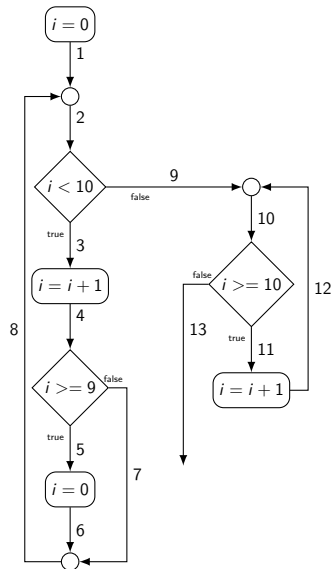 i = 0
1
2
i < 10
9
false
true
3
i = i + 1
4
8
i >= 9
false
true
5
7
i = 0
6
10
i >= 10
false
12
13
true
11
i = i + 1